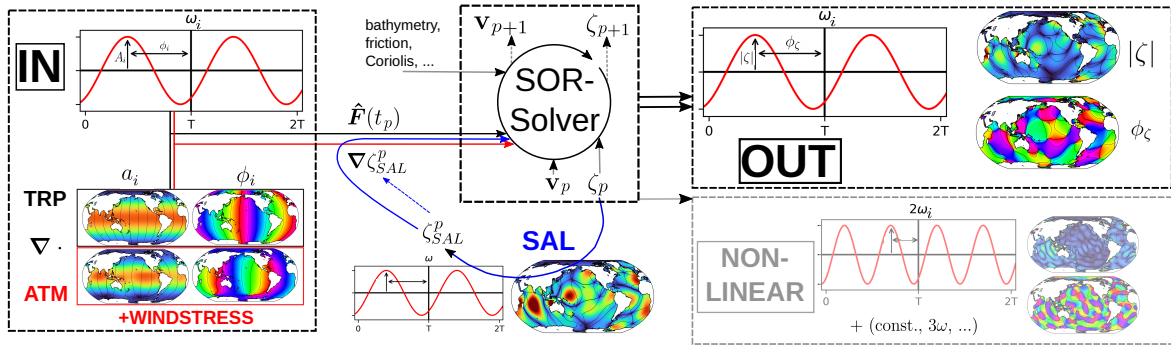 IN
ω_i
A_i
ϕ_i
0
T
2T
a_i
ϕ_i
TRP
∇ ·
ATM
+WINDSTRESS
bathymetry,
friction,
Coriolis, ...
v_{p+1}
ζ_{p+1}
SOR-
Solver
F̂(t_p)
∇ζ^p_{SAL}
v_p
ζ_p
ζ^p_{SAL}
SAL
ω
0
T
2T
ω_i
|ζ|
ϕ_ζ
0
T
2T
OUT
|ζ|
ϕ_ζ
NON-
LINEAR
2ω_i
0
T
2T
+ (const., 3ω, ...)